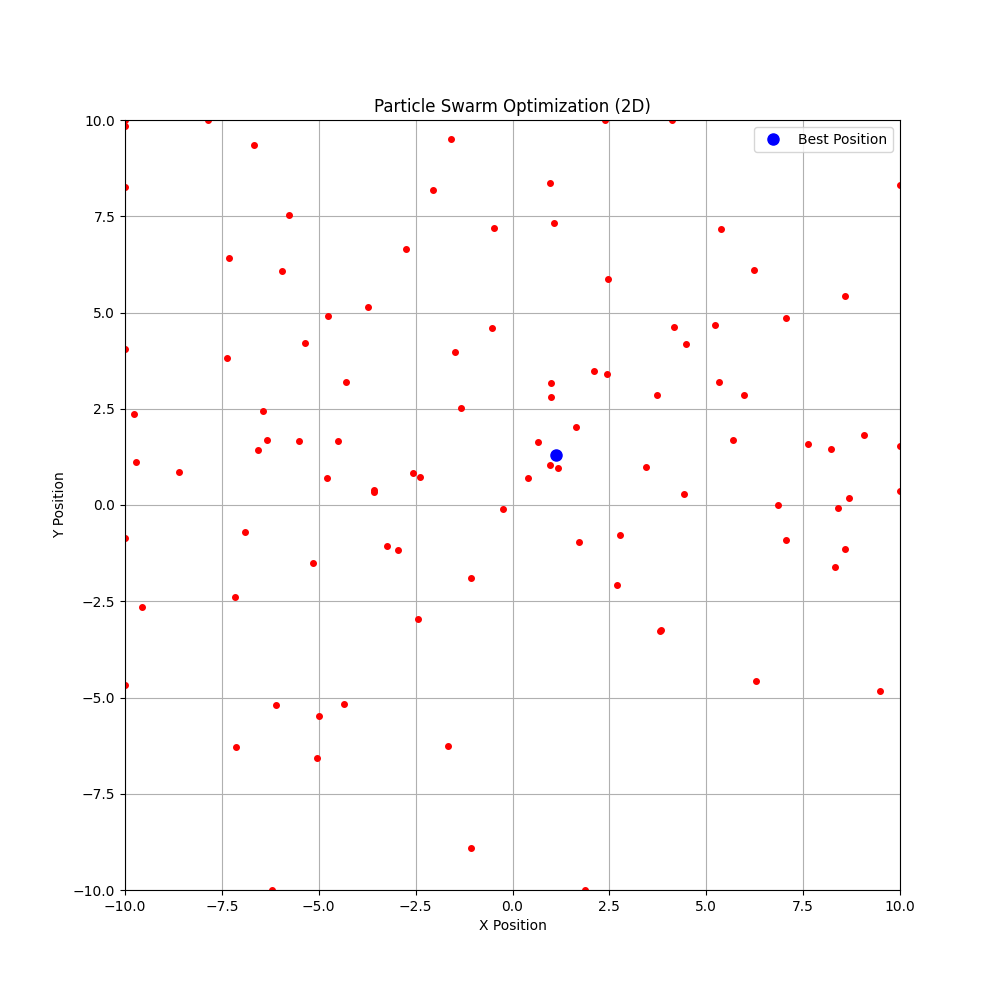 Particle Swarm Optimization (2D)
Best Position
10.0
7.5
5.0
2.5
0.0
−2.5
−5.0
−7.5
−10.0
Y Position
−10.0 −7.5 −5.0 −2.5 0.0 2.5 5.0 7.5 10.0
X Position